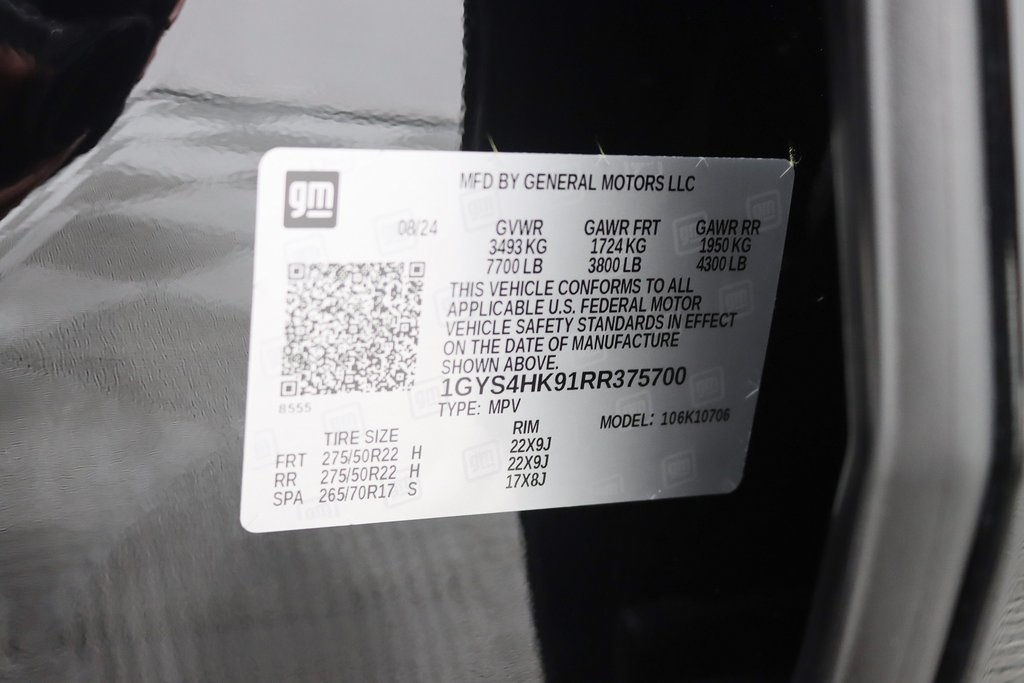 gm
MFD BY GENERAL MOTORS LLC
08/24 GVWR GAWR FRT GAWR RR
3493 KG 1724 KG 1950 KG
7700 LB 3800 LB 4300 LB
THIS VEHICLE CONFORMS TO ALL
APPLICABLE U.S. FEDERAL MOTOR
VEHICLE SAFETY STANDARDS IN EFFECT
ON THE DATE OF MANUFACTURE
SHOWN ABOVE.
1GYS4HK91RR375700
8555
TYPE: MPV MODEL: 106K10706
TIRE SIZE RIM
FRT 275/50R22 H 22X9J
RR 275/50R22 H 22X9J
SPA 265/70R17 S 17X8J